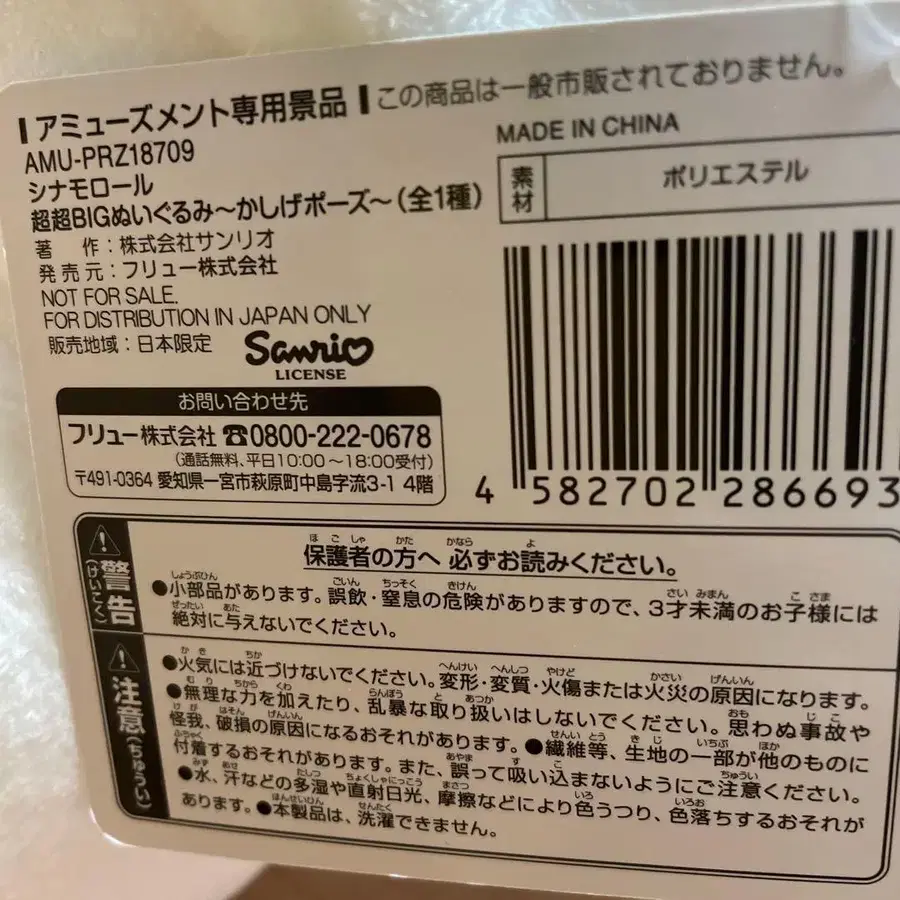 アミューズメント専用景品 この商品は一般市販されておりません。
AMU-PRZ18709
シナモロール
超超BIGぬいぐるみ〜かしげポーズ〜(全1種)
著 作:株式会社サンリオ
発売元:フリュー株式会社
NOT FOR SALE.
FOR DISTRIBUTION IN JAPAN ONLY
販売地域:日本限定
Sanrio
LICENSE
MADE IN CHINA
素材 ポリエステル
4 582702 286693
お問い合わせ先
フリュー株式会社 ☎0800-222-0678
(通話無料、平日10:00〜18:00受付)
〒491-0364 愛知県一宮市萩原町中島字流3-1 4階
警告(けいこく)
保護者の方へ 必ずお読みください。
●小部品があります。誤飲・窒息の危険がありますので、3才未満のお子様には
絶対に与えないでください。
注意(ちゅうい)
●火気には近づけないでください。変形・変質・火傷または火災の原因になります。
●無理な力を加えたり、乱暴な取り扱いはしないでください。思わぬ事故や
怪我、破損の原因になるおそれがあります。●繊維等、生地の一部が他のものに
付着するおそれがあります。また、誤って吸い込まないようにご注意ください。
●水、汗などの多湿や直射日光、摩擦などにより色うつり、色落ちするおそれが
あります。●本製品は、洗濯できません。